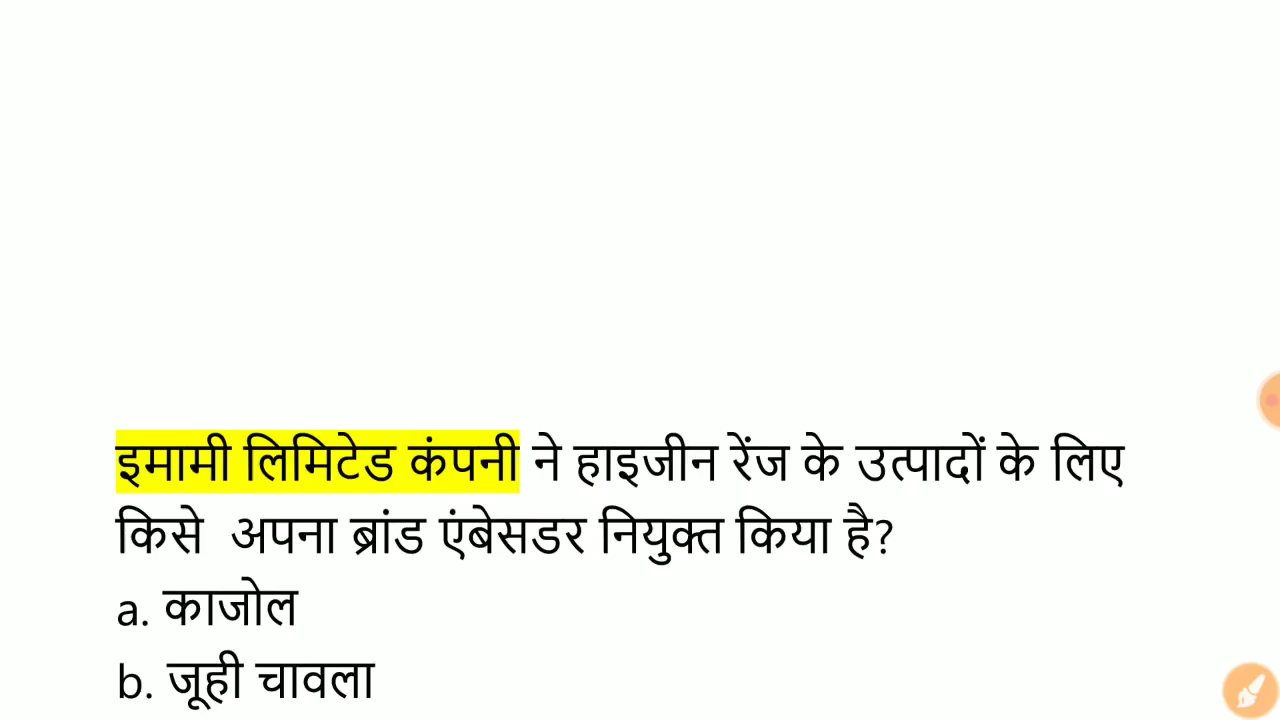 इमामी लिमिटेड कंपनी ने हाइजीन रेंज के उत्पादों के लिए
किसे अपना ब्रांड एंबेसडर नियुक्त किया है?
a. काजोल
b. जूही चावला